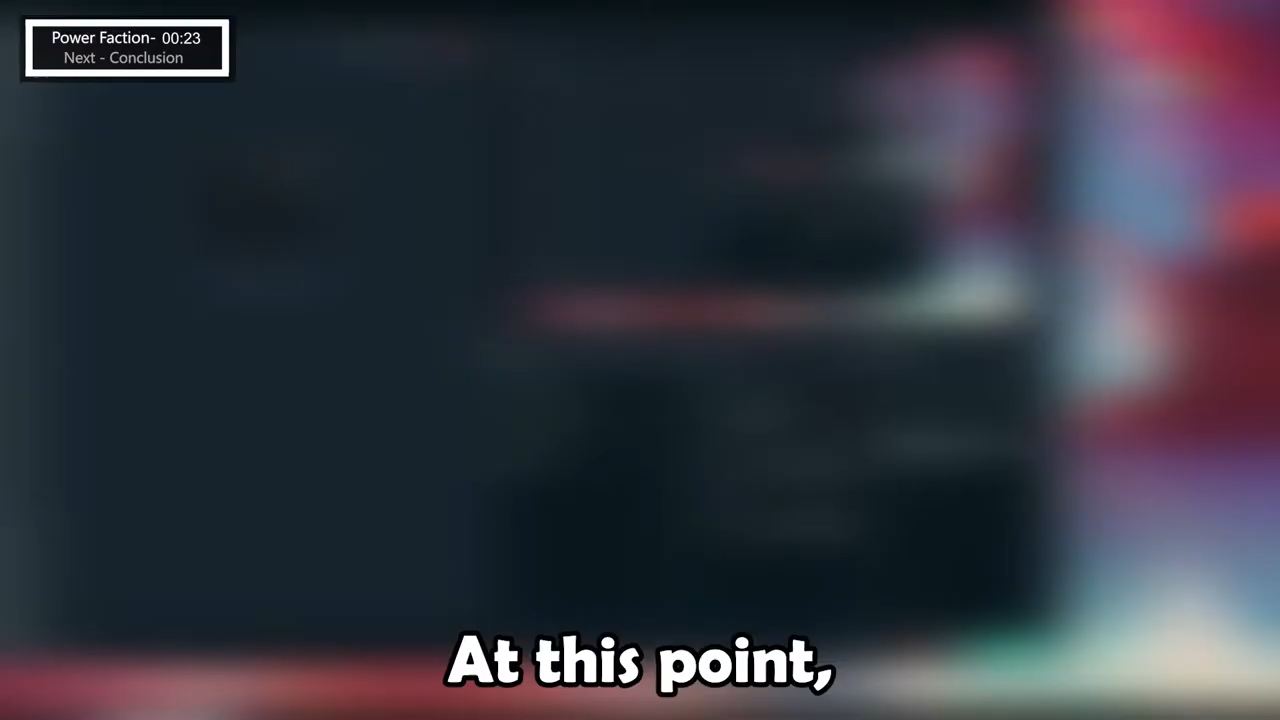 Power Faction- 00:23
Next - Conclusion
At this point,